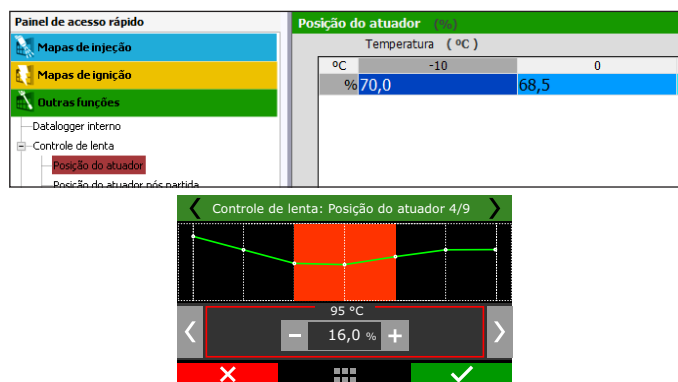 Painel de acesso rápido
Mapas de injeção
Mapas de ignição
Outras funções
Datalogger interno
Controle de lenta
Posição do atuador
Posição do atuador pós partida
Posição do atuador (%)
Temperatura ( ºC )
ºC -10 0
% 70,0 68,5
Controle de lenta: Posição do atuador 4/9
95 ºC
− 16,0 % +